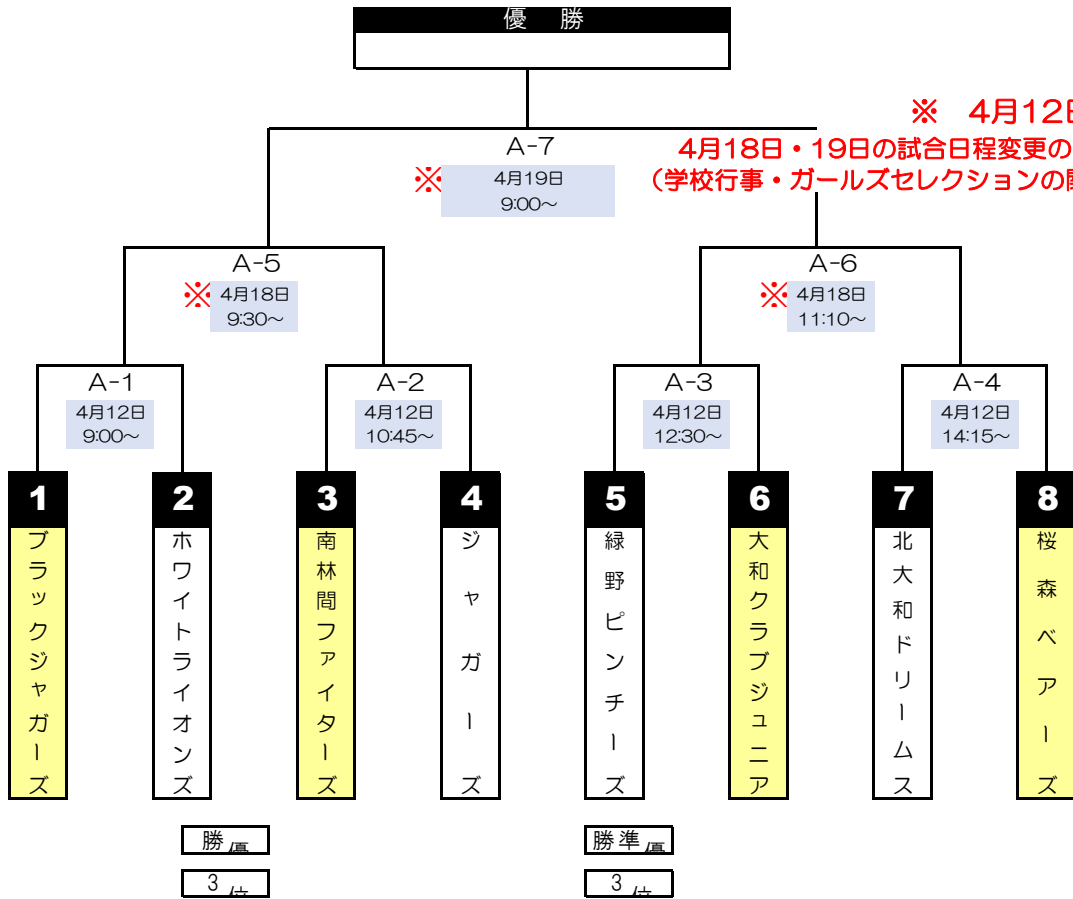 優 勝
※ 4月12日
A-7
4月18日・19日の試合日程変更の
(学校行事・ガールズセレクションの関
※
4月19日
9:00～
A-5
※
4月18日
9:30～
A-6
※
4月18日
11:10～
A-1
4月12日
9:00～
A-2
4月12日
10:45～
A-3
4月12日
12:30～
A-4
4月12日
14:15～
1
2
3
4
5
6
7
8
ブラックジャガーズ
ホワイトライオンズ
南林間ファイターズ
ジャガーズ
緑野ピンチーズ
大和クラブジュニア
北大和ドリームス
桜森ベアーズ
勝優
勝準優
3位
3位